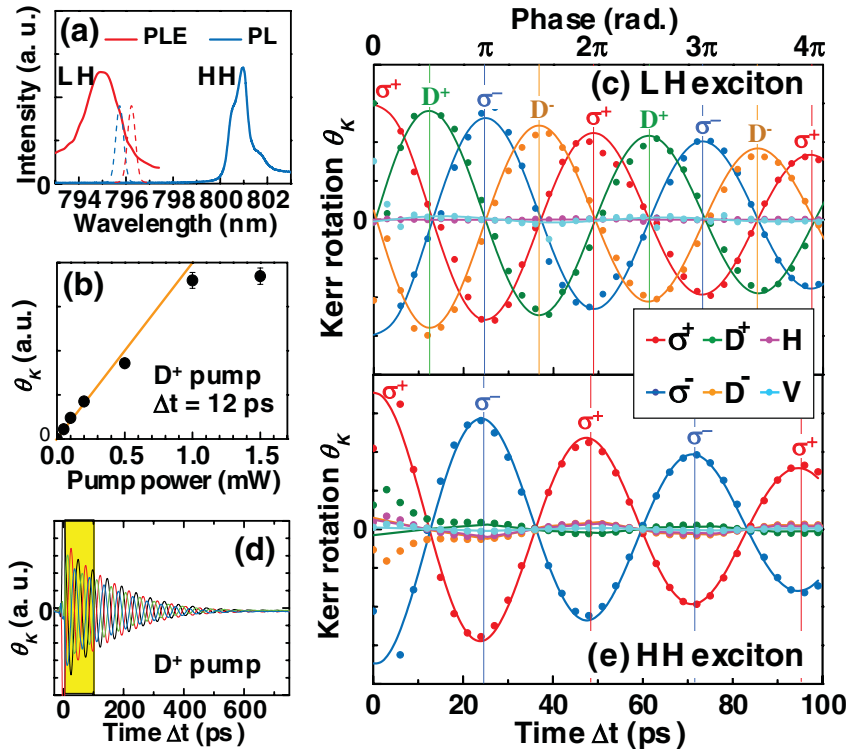 (a)
PLE
PL
LH
HH
Intensity (a. u.)
0
794 796 798 800 802
Wavelength (nm)
(b)
θK (a.u.)
D+ pump
Δt = 12 ps
0
0.0 0.5 1.0 1.5
Pump power (mW)
(d)
θK (a. u.)
0
D+ pump
0 200 400 600
Time Δt (ps)
Phase (rad.)
0 π 2π 3π 4π
(c) LH exciton
σ+ D+ σ− D- σ+ D+ σ− D- σ+
Kerr rotation θK
0
σ+ D+ H
σ− D- V
σ+ σ− σ+ σ− σ+
Kerr rotation θK
0
(e) HH exciton
0 20 40 60 80 100
Time Δt (ps)